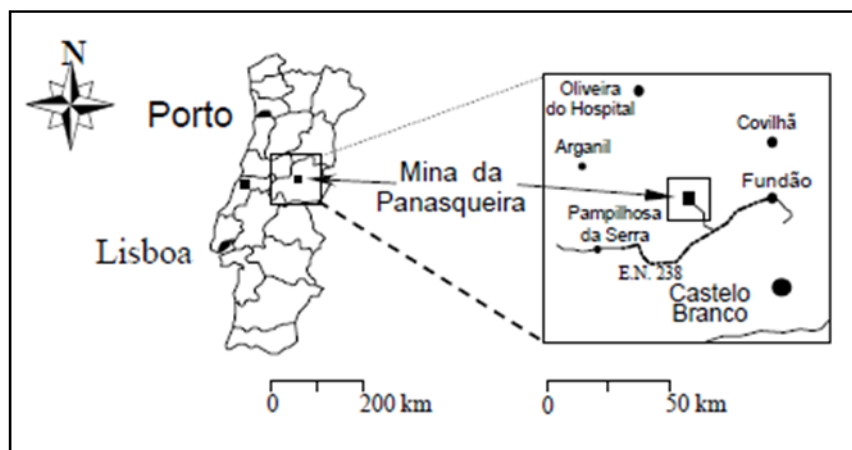 N
Porto
Lisboa
Mina da
Panasqueira
Oliveira
do Hospital
Covilhã
Arganil
Fundão
Pampilhosa
da Serra
E.N. 238
Castelo
Branco
0 200 km
0 50 km